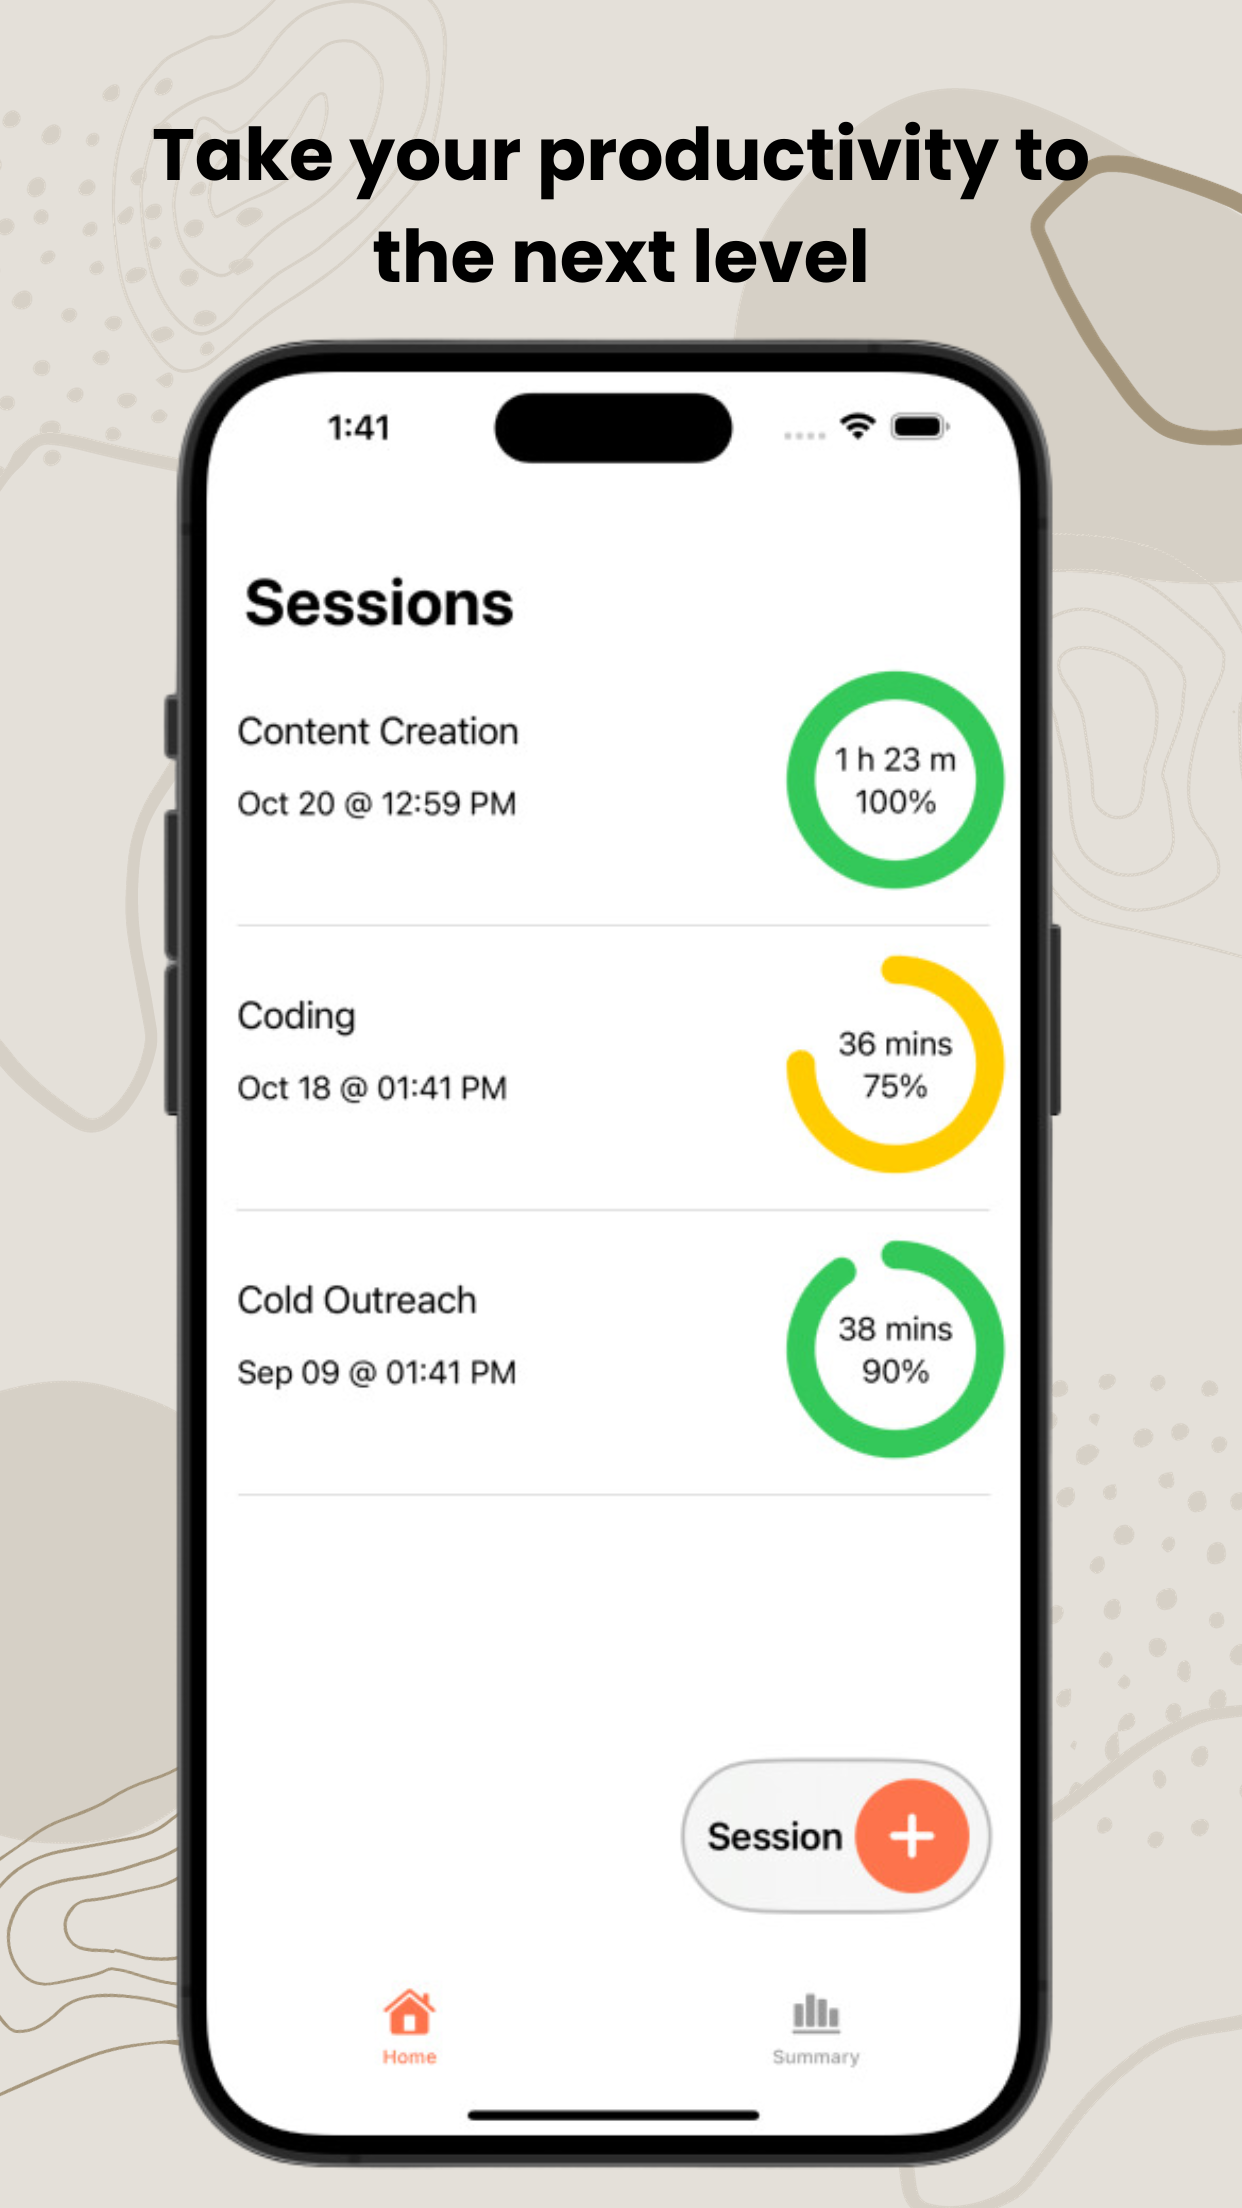 Take your productivity to
the next level
1:41
Sessions
Content Creation
Oct 20 @ 12:59 PM
1 h 23 m
100%
Coding
Oct 18 @ 01:41 PM
36 mins
75%
Cold Outreach
Sep 09 @ 01:41 PM
38 mins
90%
Session +
Home
Summary